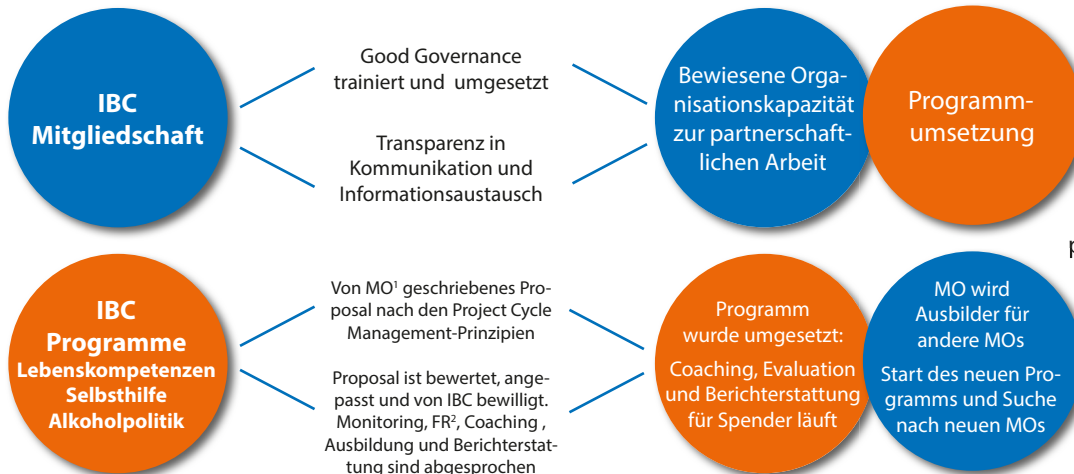 IBC
Mitgliedschaft
Good Governance
trainiert und umgesetzt
Transparenz in
Kommunikation und
Informationsaustausch
Bewiesene Orga-
nisationskapazität
zur partnerschaft-
lichen Arbeit
Programm-
umsetzung
p
IBC
Programme
Lebenskompetenzen
Selbsthilfe
Alkoholpolitik
Von MO¹ geschriebenes Pro-
posal nach den Project Cycle
Management-Prinzipien
Proposal ist bewertet, ange-
passt und von IBC bewilligt.
Monitoring, FR², Coaching ,
Ausbildung und Berichterstat-
tung sind abgesprochen
Programm
wurde umgesetzt:
Coaching, Evaluation
und Berichterstattung
für Spender läuft
MO wird
Ausbilder für
andere MOs
Start des neuen Pro-
gramms und Suche
nach neuen MOs